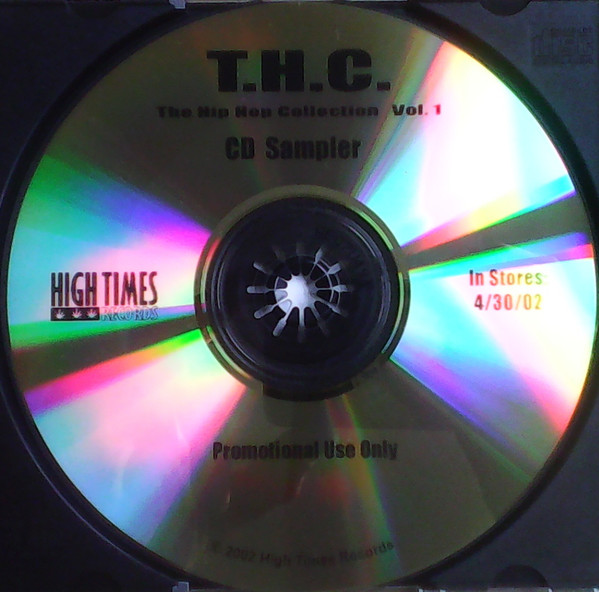 T.H.C.
The Hip Hop Collection Vol. 1
CD Sampler
HIGH TIMES
RECORDS
In Stores
4/30/02
Promotional Use Only
© 2002 High Times Records